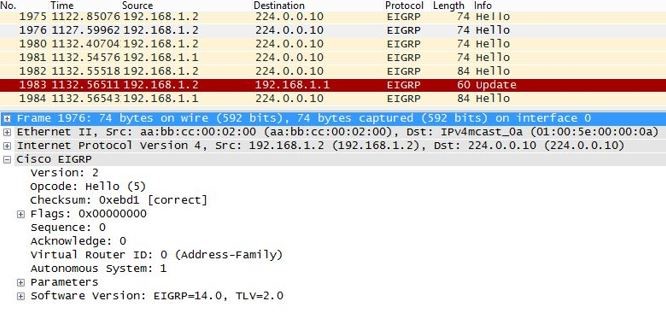 No. Time Source Destination Protocol Length Info
1975 1122.85076 192.168.1.2 224.0.0.10 EIGRP 74 Hello
1976 1127.59962 192.168.1.2 224.0.0.10 EIGRP 74 Hello
1980 1132.40704 192.168.1.2 224.0.0.10 EIGRP 74 Hello
1981 1132.54576 192.168.1.1 224.0.0.10 EIGRP 74 Hello
1982 1132.55518 192.168.1.2 224.0.0.10 EIGRP 84 Hello
1983 1132.56511 192.168.1.2 192.168.1.1 EIGRP 60 Update
1984 1132.56543 192.168.1.1 224.0.0.10 EIGRP 84 Hello
Frame 1976: 74 bytes on wire (592 bits), 74 bytes captured (592 bits) on interface 0
Ethernet II, Src: aa:bb:cc:00:02:00 (aa:bb:cc:00:02:00), Dst: IPv4mcast_0a (01:00:5e:00:00:0a)
Internet Protocol Version 4, Src: 192.168.1.2 (192.168.1.2), Dst: 224.0.0.10 (224.0.0.10)
Cisco EIGRP
Version: 2
Opcode: Hello (5)
Checksum: 0xebd1 [correct]
Flags: 0x00000000
Sequence: 0
Acknowledge: 0
Virtual Router ID: 0 (Address-Family)
Autonomous System: 1
Parameters
Software Version: EIGRP=14.0, TLV=2.0